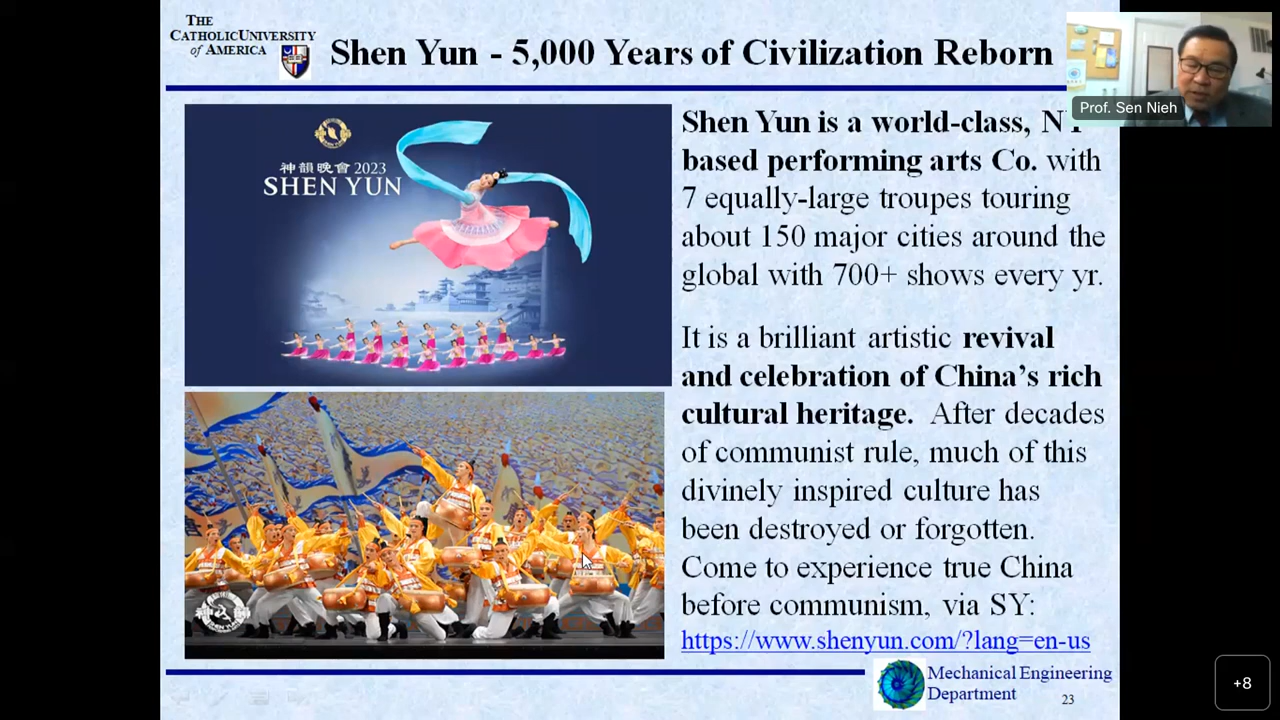 THE
CATHOLIC UNIVERSITY
of AMERICA
Shen Yun - 5,000 Years of Civilization Reborn
Prof. Sen Nieh
神韻晚會 2023
SHEN YUN
Shen Yun is a world-class,
based performing arts Co. with
7 equally-large troupes touring
about 150 major cities around the
global with 700+ shows every yr.
It is a brilliant artistic revival
and celebration of China's rich
cultural heritage. After decades
of communist rule, much of this
divinely inspired culture has
been destroyed or forgotten.
Come to experience true China
before communism, via SY:
https://www.shenyun.com/?lang=en-us
SHEN YUN
Mechanical Engineering
Department
23
+8